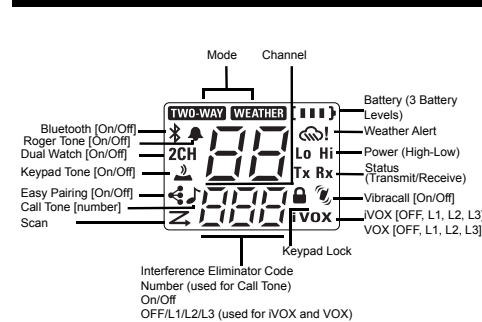 Mode Channel
TWO-WAY WEATHER
Battery (3 Battery
Levels)
Bluetooth [On/Off]
Roger Tone [On/Off]
Weather Alert
Dual Watch [On/Off]
2CH
88
Lo Hi
Power (High-Low)
Keypad Tone [On/Off]
Tx Rx
Status
(Transmit/Receive)
Easy Pairing [On/Off]
Vibracall [On/Off]
Call Tone [number]
888
iVOX
iVOX [OFF, L1, L2, L3]
Scan
VOX [OFF, L1, L2, L3]
Keypad Lock
Interference Eliminator Code
Number (used for Call Tone)
On/Off
OFF/L1/L2/L3 (used for iVOX and VOX)